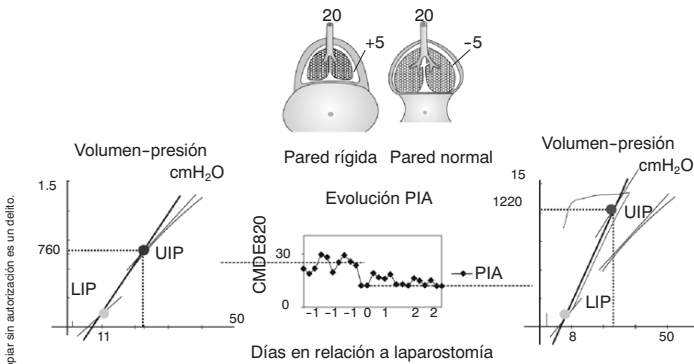 20
20
+5
-5
Pared rígida
Pared normal
Volumen-presión
cmH₂O
1.5
760
UIP
LIP
11
50
Evolución PIA
CMDE820
30
0
PIA
-1 -1 -1 0 1 2 2
Días en relación a laparostomía
Volumen-presión
cmH₂O
15
1220
UIP
LIP
8
50
piar sin autorización es un delito.